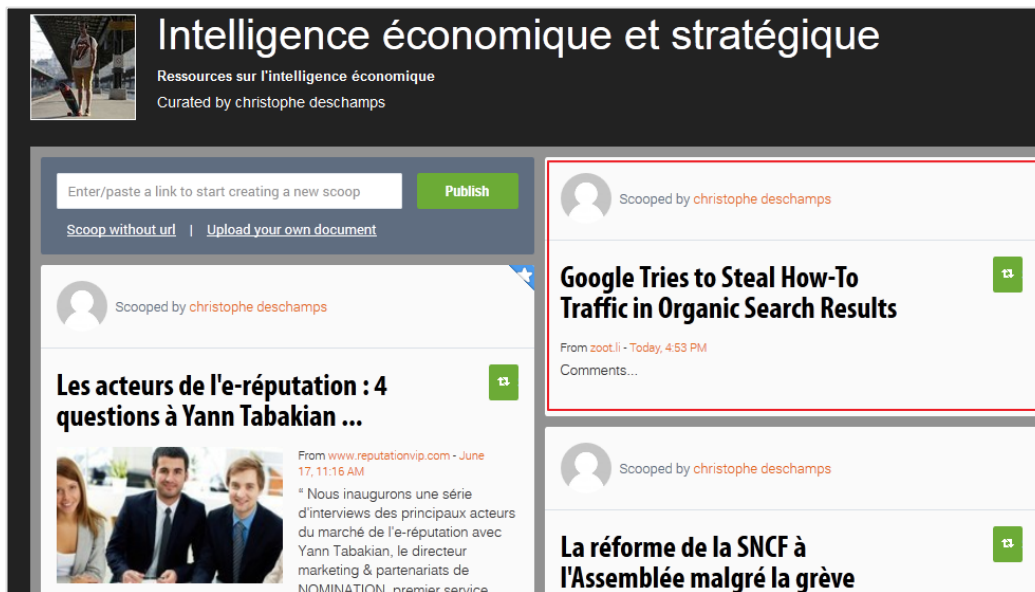 Intelligence économique et stratégique
Ressources sur l'intelligence économique
Curated by christophe deschamps
Enter/paste a link to start creating a new scoop
Publish
Scoop without url | Upload your own document
Scooped by christophe deschamps
Les acteurs de l'e-réputation : 4
questions à Yann Tabakian ...
From www.reputationvip.com - June
17, 11:16 AM
“ Nous inaugurons une série
d'interviews des principaux acteurs
du marché de l'e-réputation avec
Yann Tabakian, le directeur
marketing & partenariats de
NOMINATION, premier service
Scooped by christophe deschamps
Google Tries to Steal How-To
Traffic in Organic Search Results
From zoot.li - Today, 4:53 PM
Comments...
Scooped by christophe deschamps
La réforme de la SNCF à
l'Assemblée malgré la grève